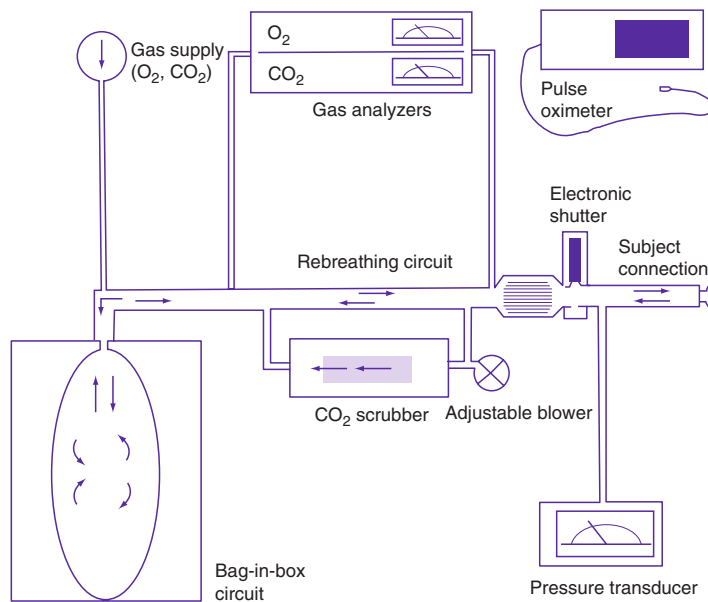 Gas supply
(O₂, CO₂)
O₂
CO₂
Gas analyzers
Pulse
oximeter
Electronic
shutter
Subject
connection
Rebreathing circuit
CO₂ scrubber
Adjustable blower
Bag-in-box
circuit
Pressure transducer